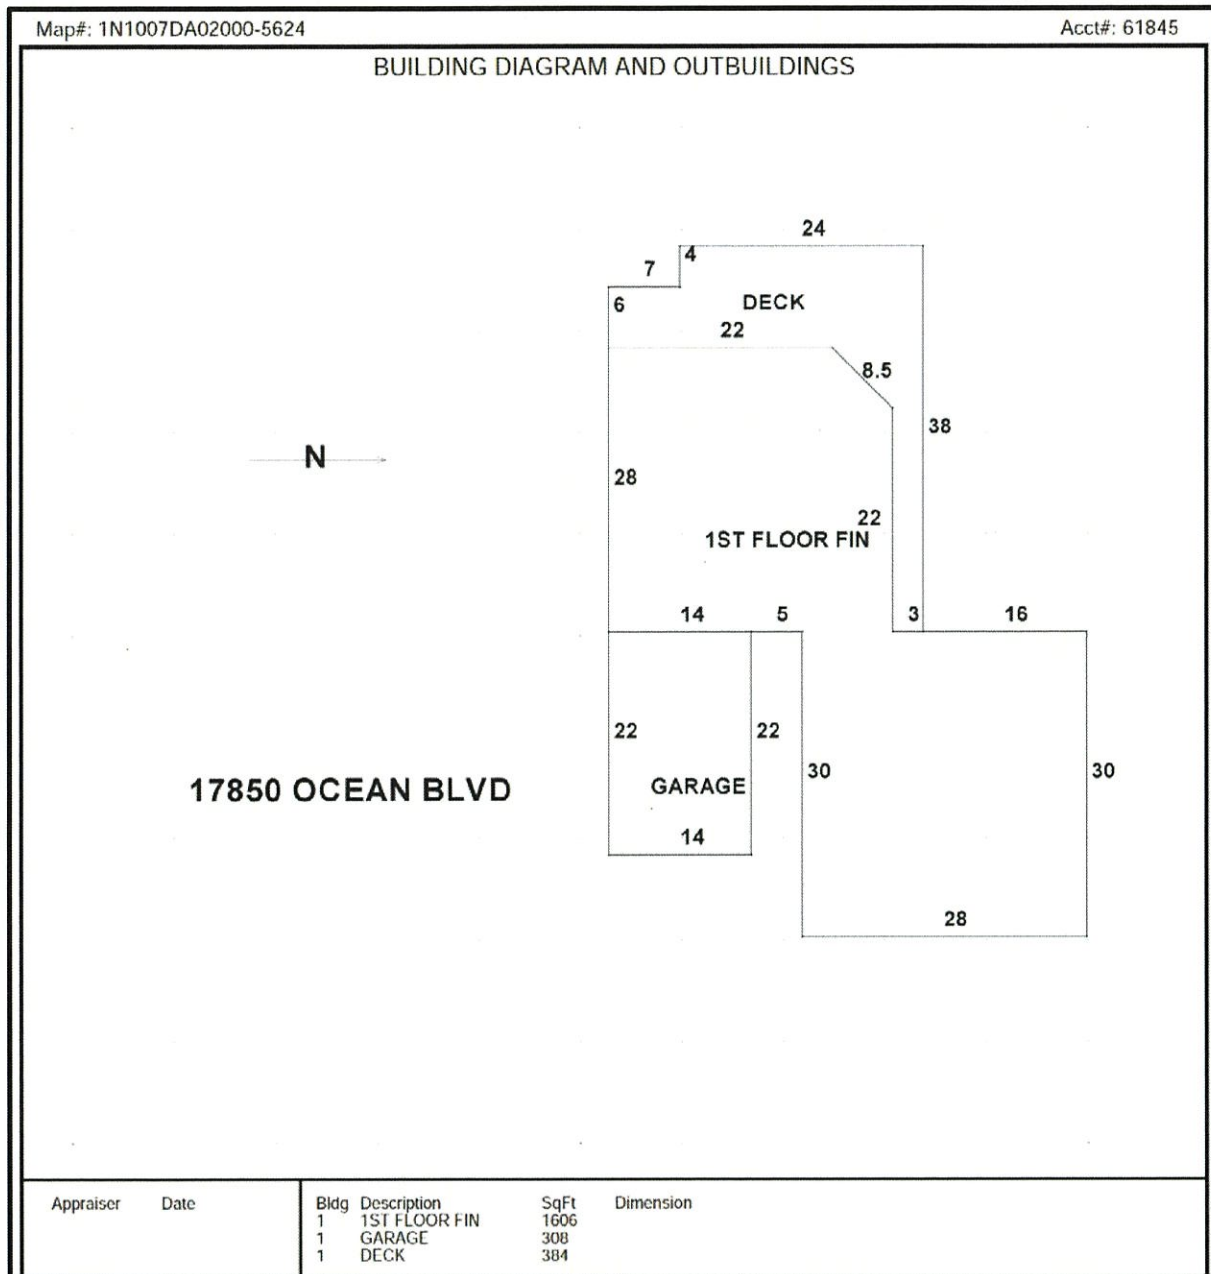 Map#: 1N1007DA02000-5624 Acct#: 61845
BUILDING DIAGRAM AND OUTBUILDINGS
24
4
7
6
DECK
22
8.5
38
N
28
22
1ST FLOOR FIN
14 5 3 16
22 22
30 30
17850 OCEAN BLVD
GARAGE
14
28
Appraiser Date Bldg Description SqFt Dimension
1 1ST FLOOR FIN 1606
1 GARAGE 308
1 DECK 384